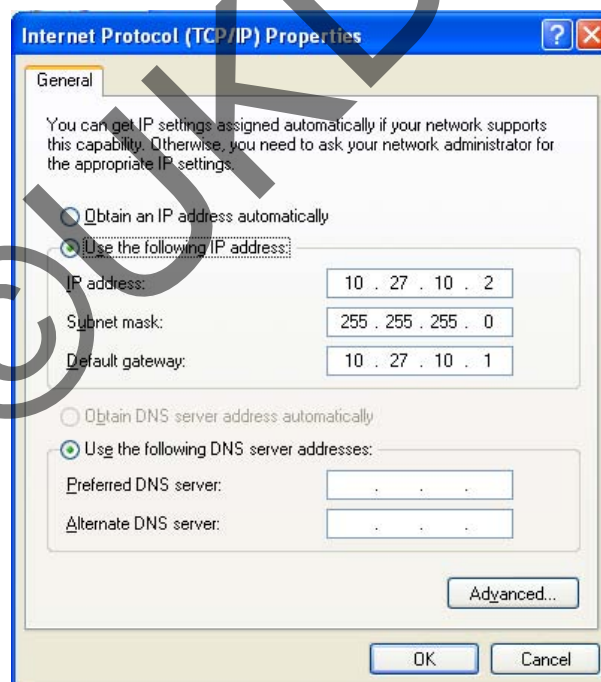 Internet Protocol (TCP/IP) Properties
General
You can get IP settings assigned automatically if your network supports
this capability. Otherwise, you need to ask your network administrator for
the appropriate IP settings.
Obtain an IP address automatically
Use the following IP address:
IP address: 10 . 27 . 10 . 2
Subnet mask: 255 . 255 . 255 . 0
Default gateway: 10 . 27 . 10 . 1
Obtain DNS server address automatically
Use the following DNS server addresses:
Preferred DNS server: . . .
Alternate DNS server: . . .
Advanced...
OK Cancel